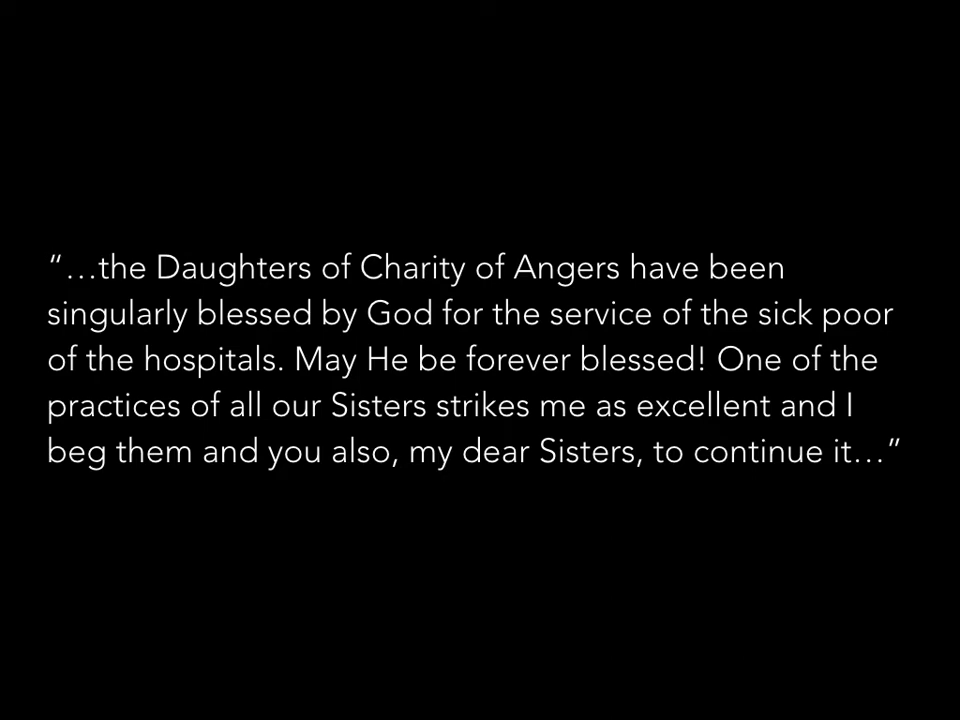 “…the Daughters of Charity of Angers have been
singularly blessed by God for the service of the sick poor
of the hospitals. May He be forever blessed! One of the
practices of all our Sisters strikes me as excellent and I
beg them and you also, my dear Sisters, to continue it…”